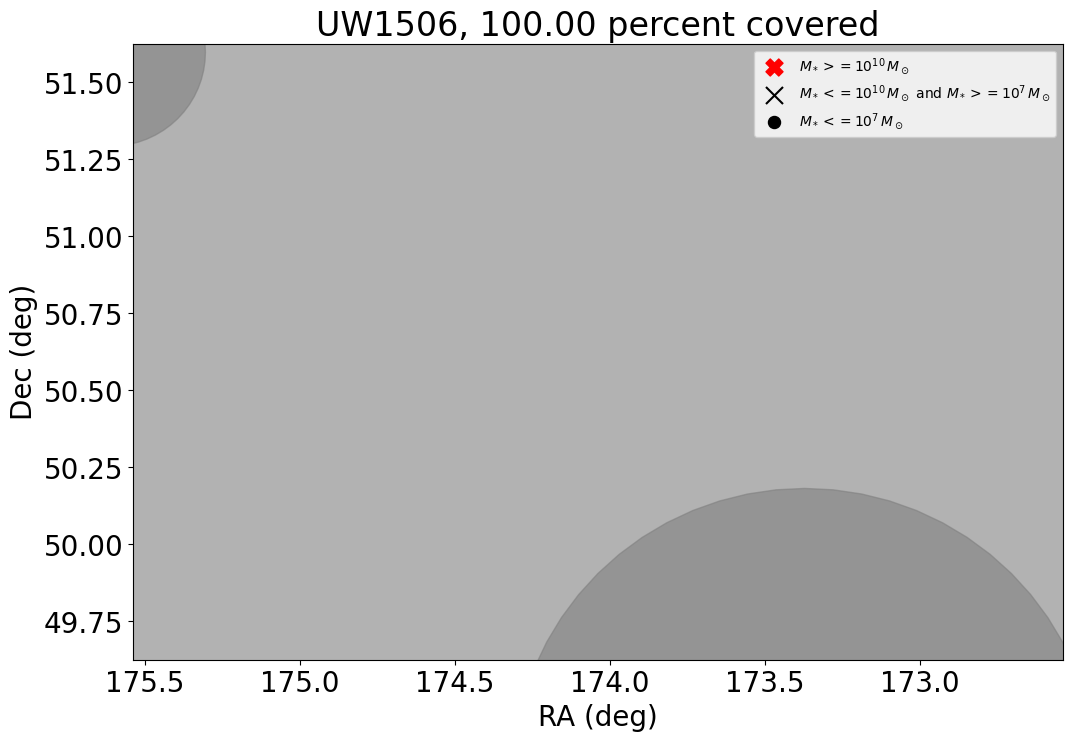 UW1506, 100.00 percent covered
M* >= 10^10 M⊙
M* <= 10^10 M⊙ and M* >= 10^7 M⊙
M* <= 10^7 M⊙
51.50
51.25
51.00
50.75
50.50
50.25
50.00
49.75
Dec (deg)
175.5 175.0 174.5 174.0 173.5 173.0
RA (deg)